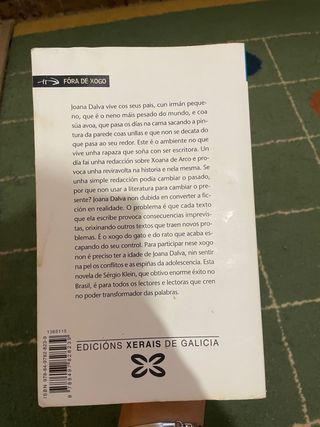 FÓRA DE XOGO
Joana Dalva vive cos seus pais, cun irmán peque-
no, que é o neno máis pesado do mundo, e coa
súa avoa, que pasa os días na cama sacando a pin-
tura da parede coas unllas e que non se decata do
que pasa ao seu redor. Este é o ambiente no que
vive unha rapaza que soña con ser escritora. Un
día fai unha redacción sobre Xoana de Arco e provo-
ca unha reviravolta na historia e nela mesma. Se
unha simple redacción podía cambiar o pasado,
por que non usar a literatura para cambiar o pre-
sente? Joana Dalva non dubida en converter a fic-
ción en realidade. O problema é que cada texto
que ela escribe provoca consecuencias imprevis-
tas, orixinando outros textos que traen novos pro-
blemas. É o xogo do gato e do rato que acaba es-
capando do seu control. Para participar nese xogo
non é preciso ter a idade de Joana Dalva, nin sentir
na pel os conflitos e as espiñas da adolescencia. Esta
novela de Sérgio Klein, que obtivo enorme éxito no
Brasil, é para todos os lectores e lectoras que cren
no poder transformador das palabras.
EDICIÓNS XERAIS DE GALICIA
1365115